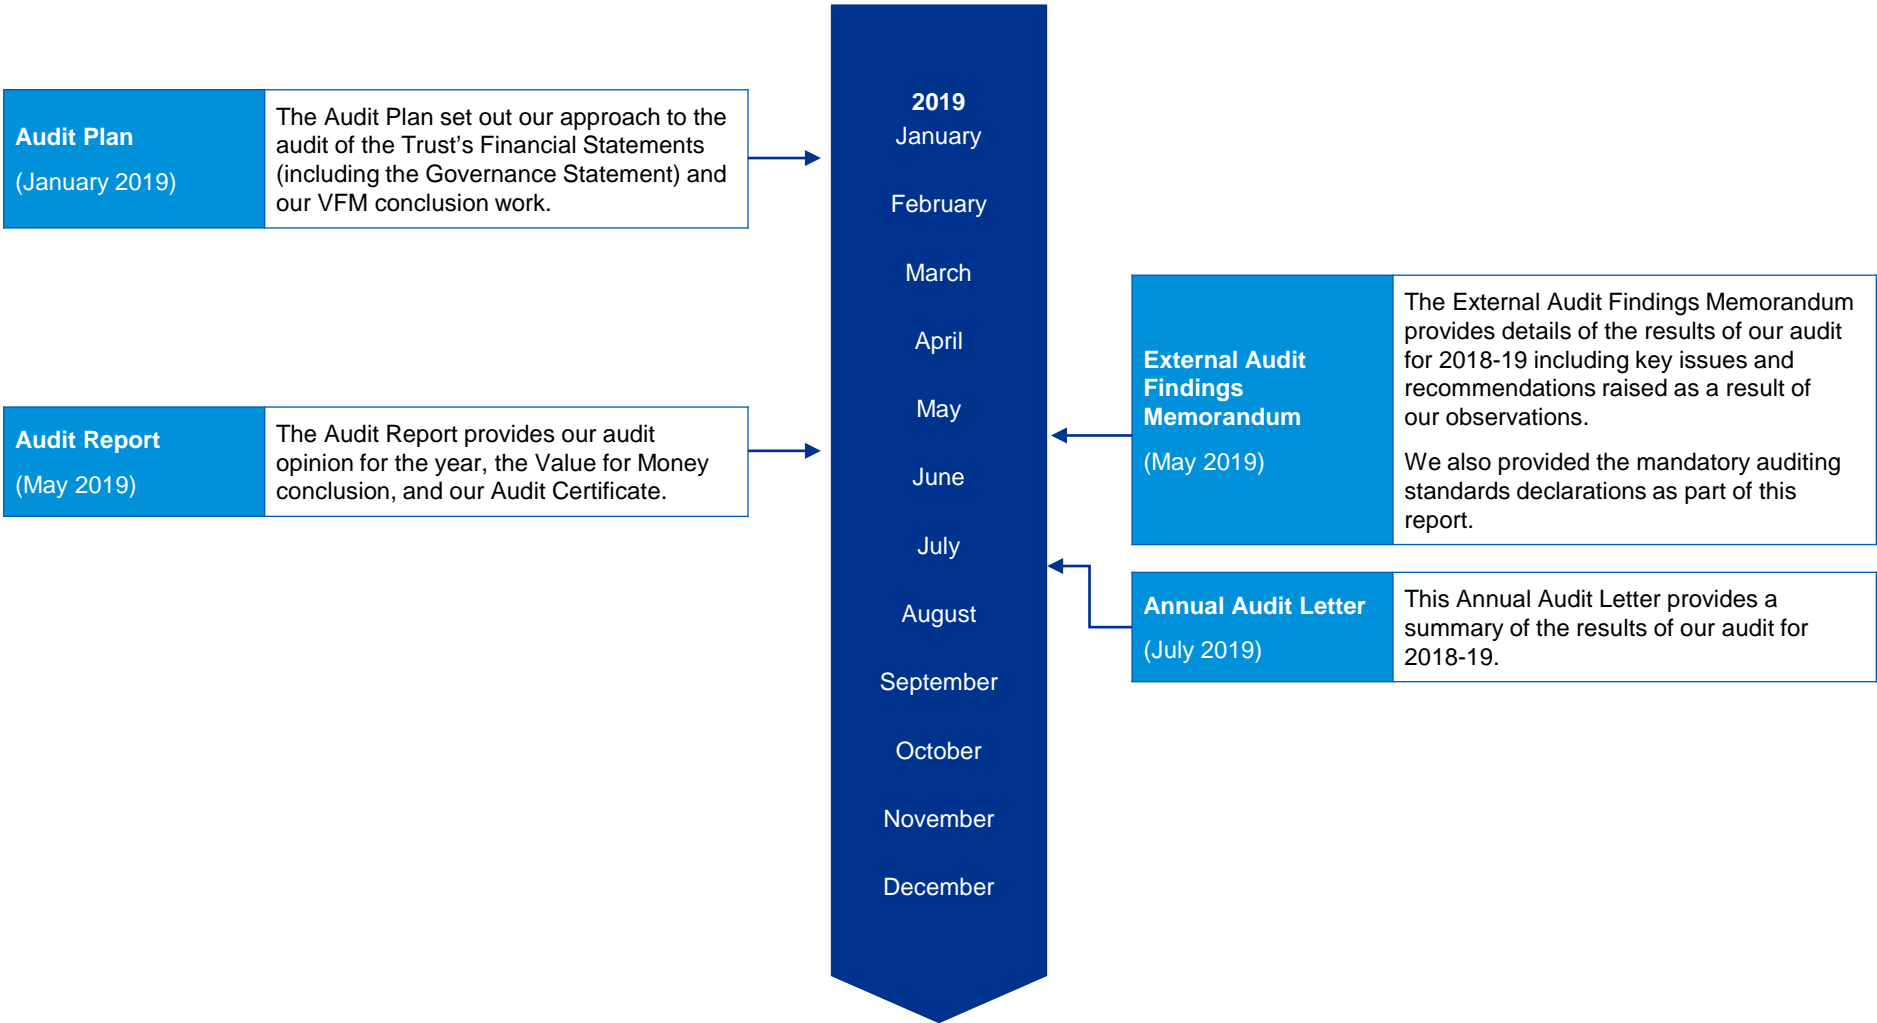 Audit Plan
(January 2019)
The Audit Plan set out our approach to the
audit of the Trust’s Financial Statements
(including the Governance Statement) and
our VFM conclusion work.
Audit Report
(May 2019)
The Audit Report provides our audit
opinion for the year, the Value for Money
conclusion, and our Audit Certificate.
2019
January
February
March
April
May
June
July
August
September
October
November
December
External Audit
Findings
Memorandum
(May 2019)
The External Audit Findings Memorandum
provides details of the results of our audit
for 2018-19 including key issues and
recommendations raised as a result of
our observations.
We also provided the mandatory auditing
standards declarations as part of this
report.
Annual Audit Letter
(July 2019)
This Annual Audit Letter provides a
summary of the results of our audit for
2018-19.